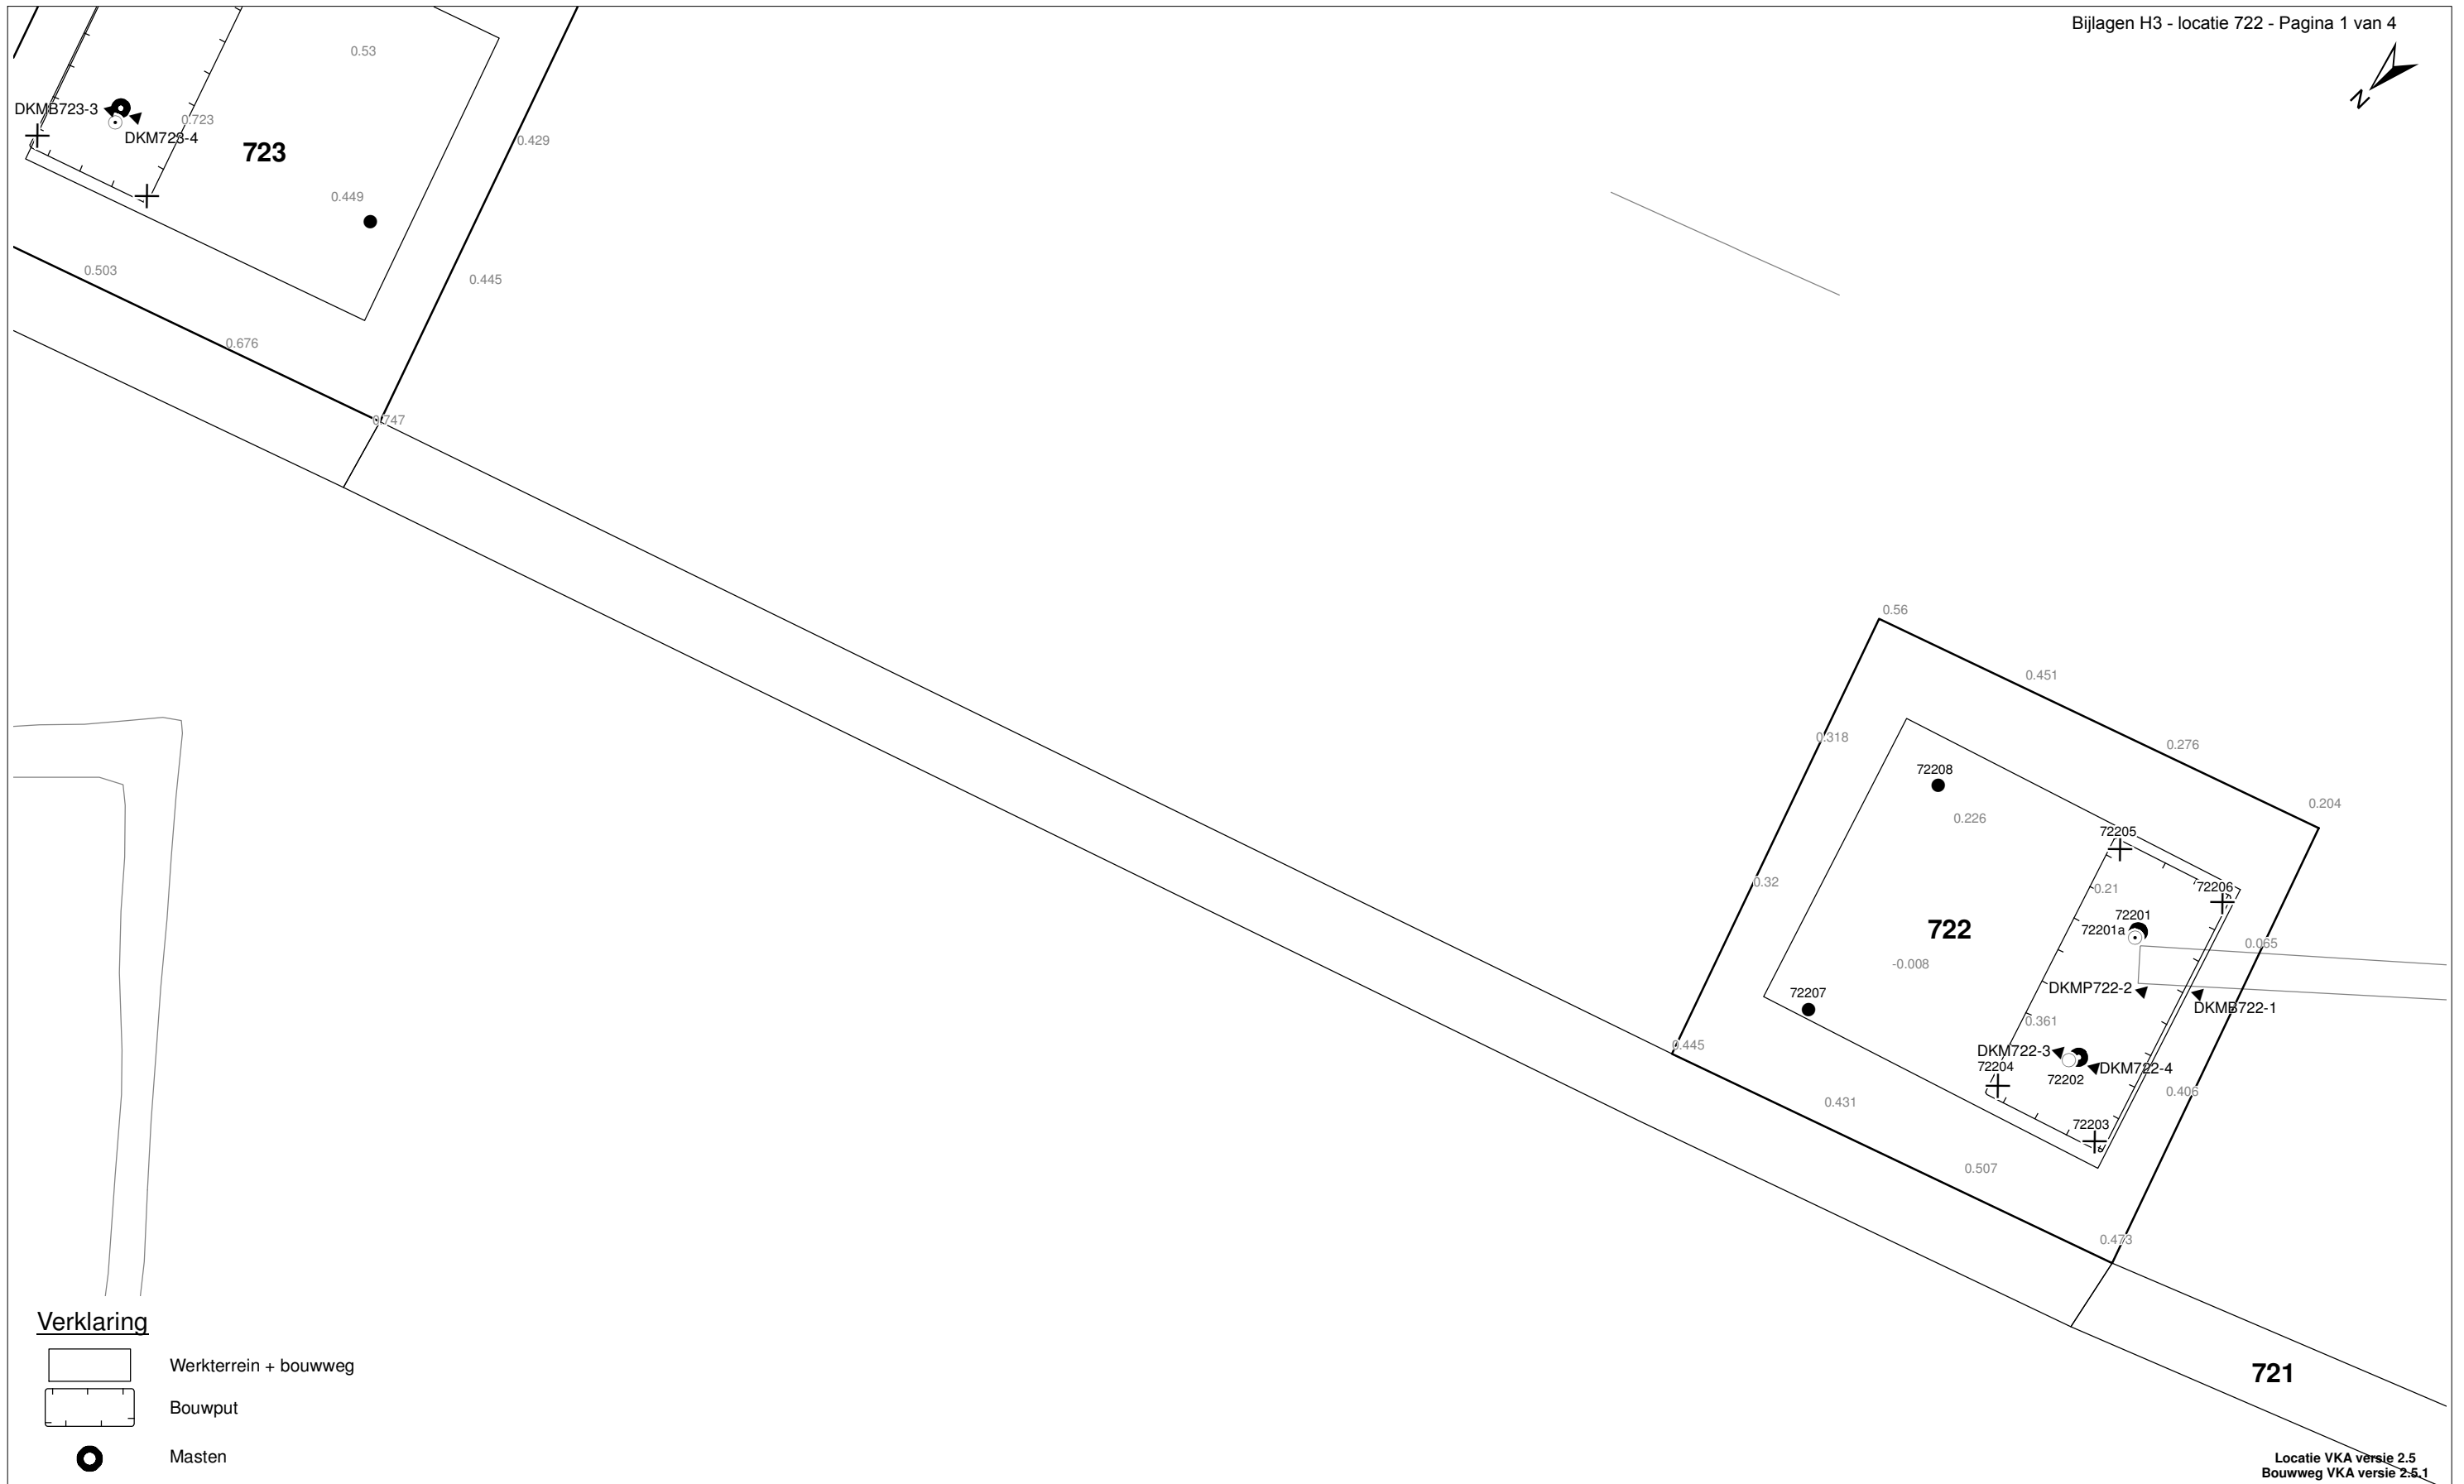 Bijlagen H3 - locatie 722 - Pagina 1 van 4
N
0.53
DKMB723-3
0.723
DKM723-4
723
0.429
0.449
0.503
0.445
0.676
0.747
0.56
0.451
0.318
0.276
72208
0.204
0.226
72205
0.32
0.21
72206
72201
722
72201a
0.065
-0.008
DKMP722-2
72207
DKMB722-1
0.361
0.445
DKM722-3
72204
DKM722-4
72202
0.406
0.431
72203
0.507
0.473
Verklaring
Werkterrein + bouwweg
721
Bouwput
Masten
Locatie VKA versie 2.5
Bouwweg VKA versie 2.5.1